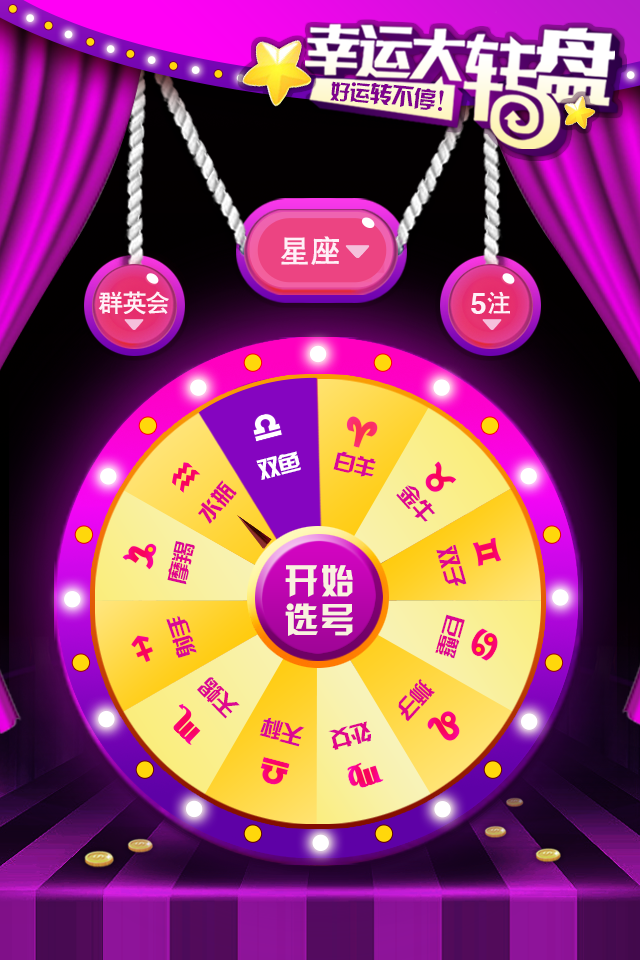 幸运大转盘
好运转不停!
星座
群英会
5注
双鱼
白羊
金牛
双子
巨蟹
狮子
处女
天秤
天蝎
射手
摩羯
水瓶
开始
选号